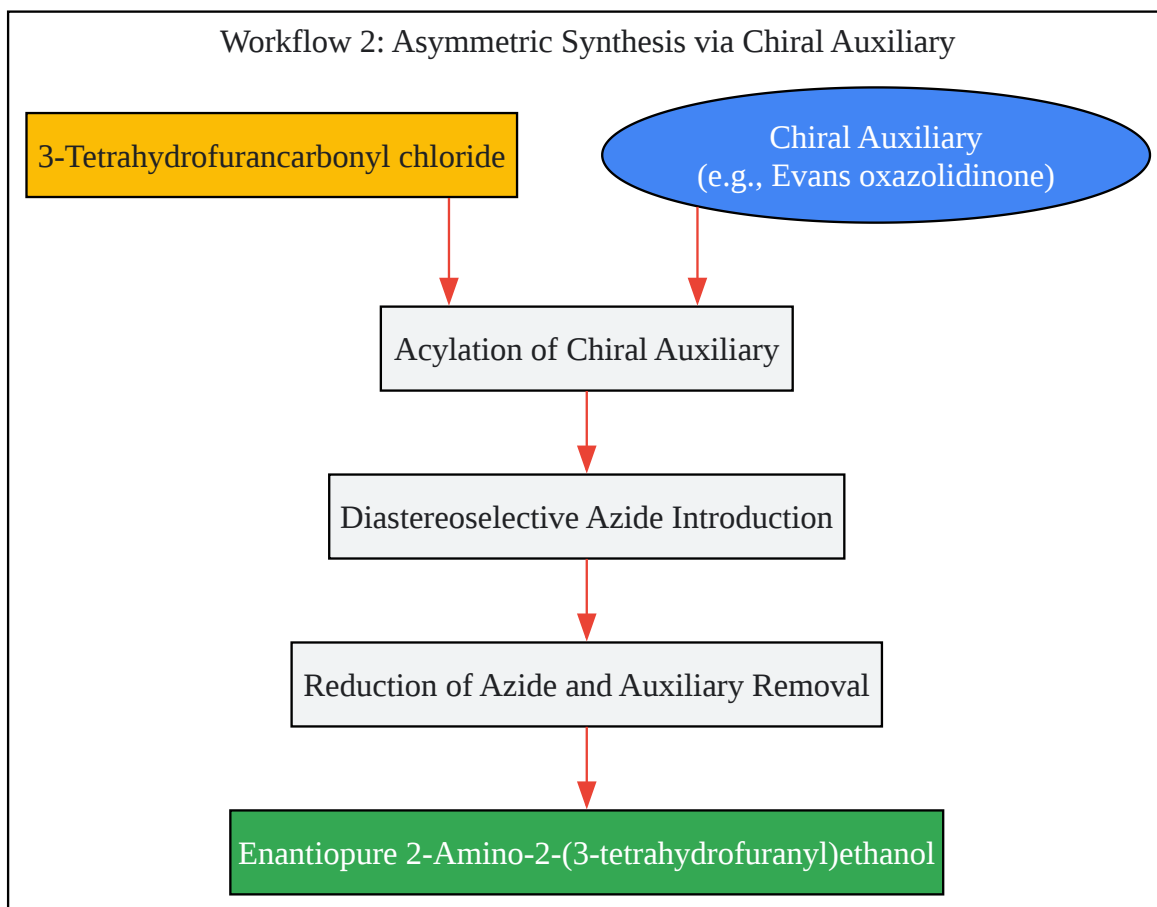 Workflow 2: Asymmetric Synthesis via Chiral Auxiliary
3-Tetrahydrofurancarbonyl chloride
Chiral Auxiliary
(e.g., Evans oxazolidinone)
Acylation of Chiral Auxiliary
Diastereoselective Azide Introduction
Reduction of Azide and Auxiliary Removal
Enantiopure 2-Amino-2-(3-tetrahydrofuranyl)ethanol